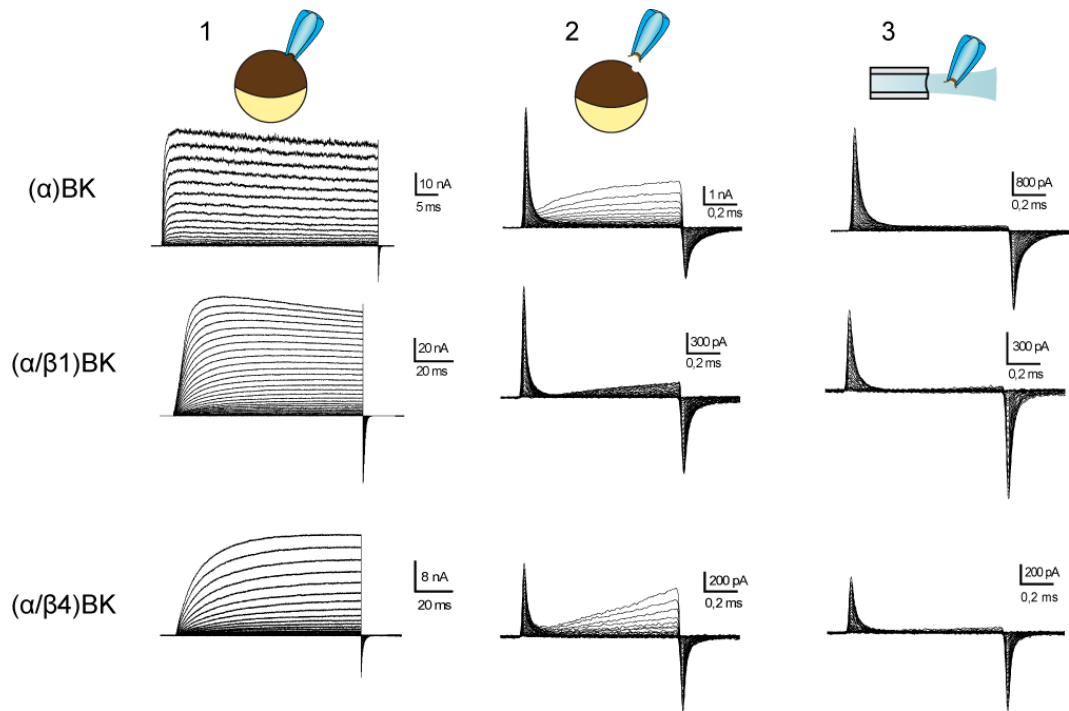 1
2
3
(α)BK
10 nA
5 ms
1 nA
0,2 ms
800 pA
0,2 ms
(α/β1)BK
20 nA
20 ms
300 pA
0,2 ms
300 pA
0,2 ms
(α/β4)BK
8 nA
20 ms
200 pA
0,2 ms
200 pA
0,2 ms